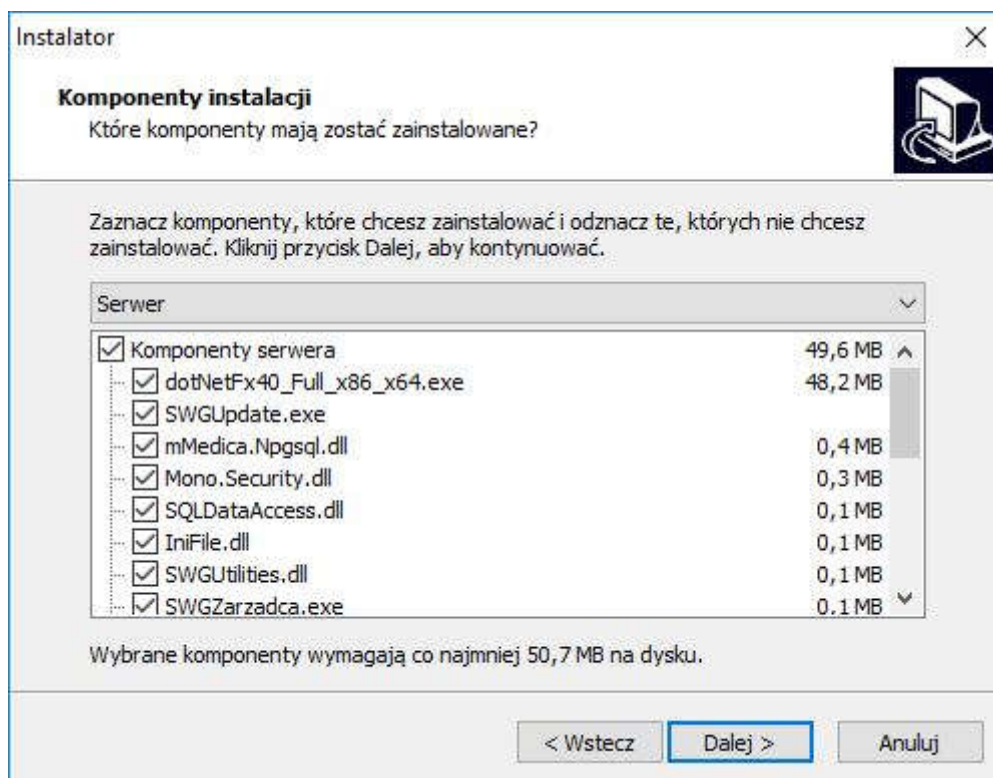 Instalator
Komponenty instalacji
Które komponenty mają zostać zainstalowane?
Zaznacz komponenty, które chcesz zainstalować i odznacz te, których nie chcesz
zainstalować. Kliknij przycisk Dalej, aby kontynuować.
Serwer
Komponenty serwera 49,6 MB
dotNetFx40_Full_x86_x64.exe 48,2 MB
SWGUpdate.exe
mMedica.Npgsql.dll 0,4 MB
Mono.Security.dll 0,3 MB
SQLDataAccess.dll 0,1 MB
IniFile.dll 0,1 MB
SWGUtilities.dll 0,1 MB
SWGZarzadca.exe 0.1 MB
Wybrane komponenty wymagają co najmniej 50,7 MB na dysku.
< Wstecz Dalej > Anuluj